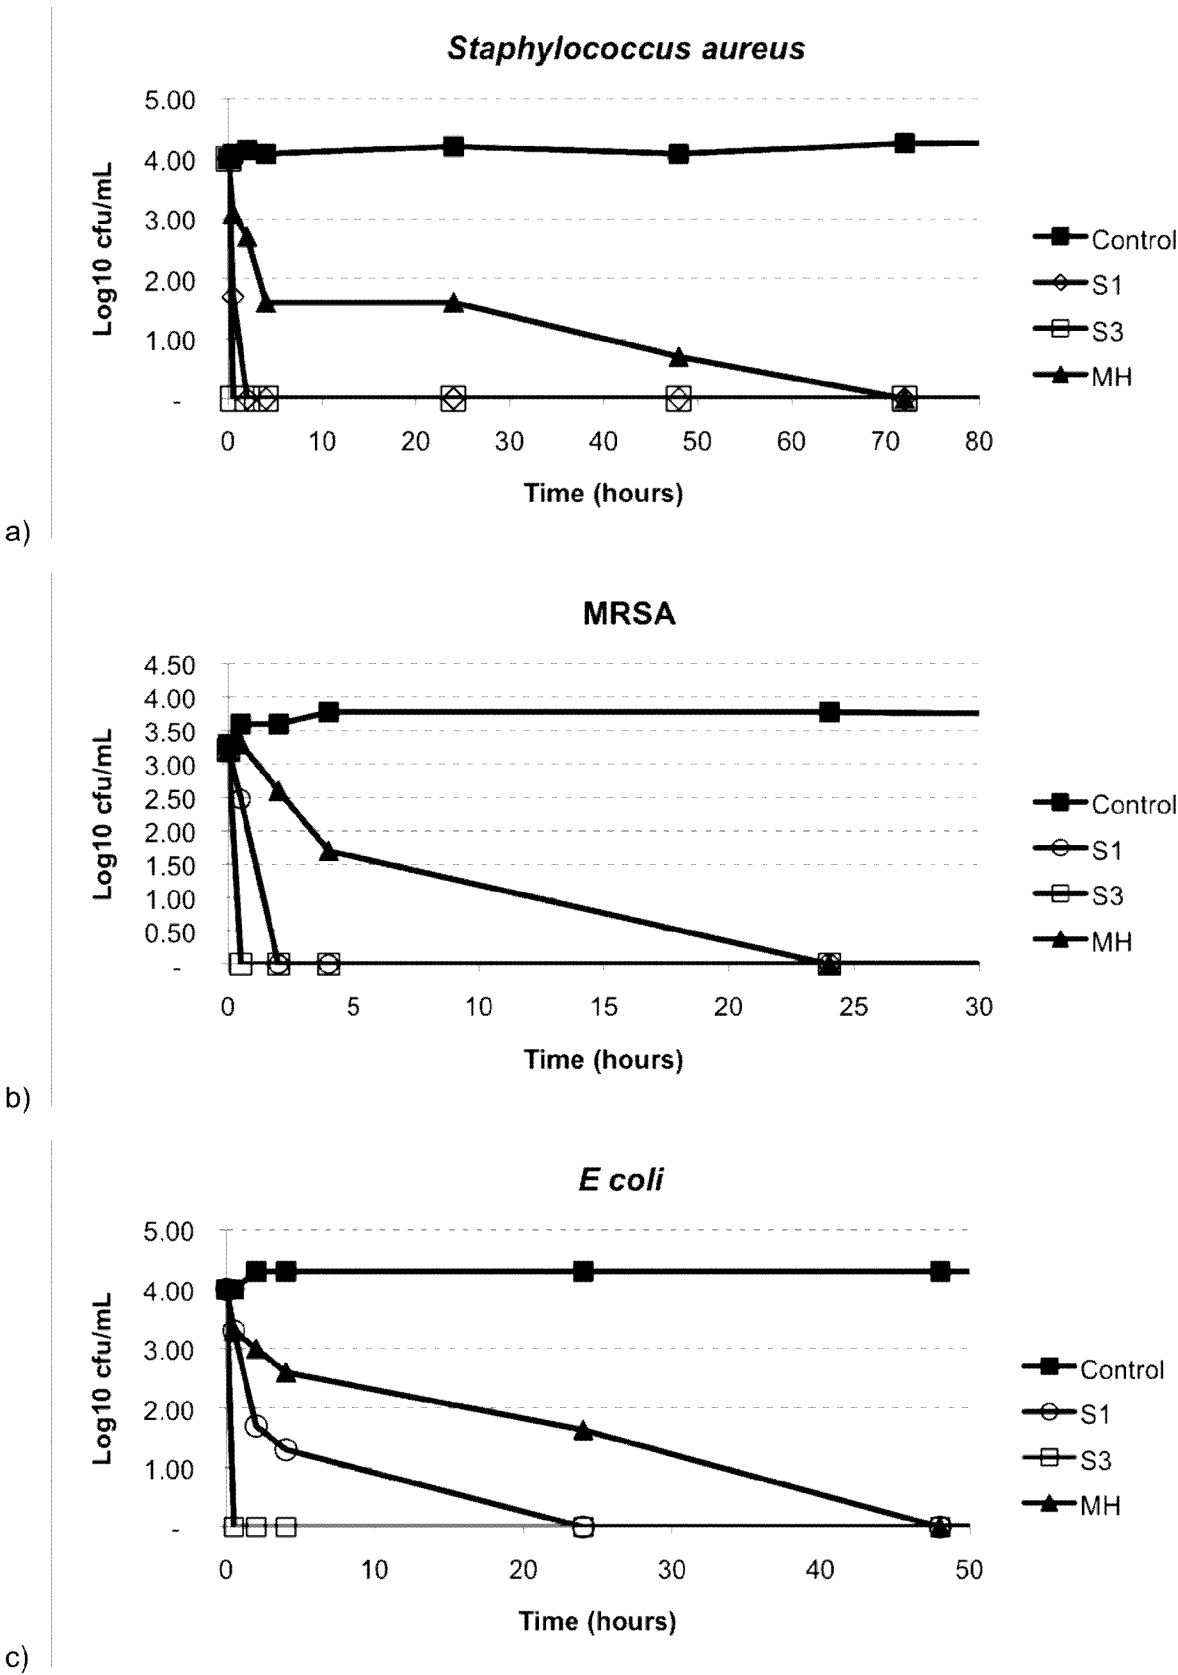 Staphylococcus aureus
5.00
4.00
3.00
2.00
1.00
-
Log10 cfu/mL
0 10 20 30 40 50 60 70 80
Time (hours)
Control
S1
S3
MH
a)
MRSA
4.50
4.00
3.50
3.00
2.50
2.00
1.50
1.00
0.50
-
Log10 cfu/mL
0 5 10 15 20 25 30
Time (hours)
Control
S1
S3
MH
b)
E coli
5.00
4.00
3.00
2.00
1.00
-
Log10 cfu/mL
0 10 20 30 40 50
Time (hours)
Control
S1
S3
MH
c)